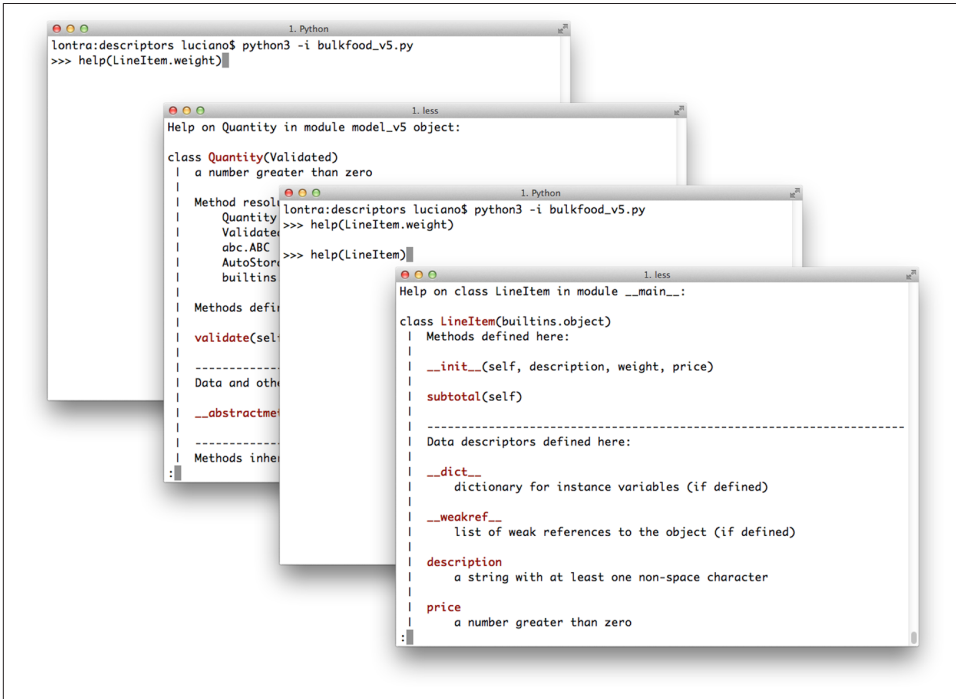 1. Python
lontra:descriptors luciano$ python3 -i bulkfood_v5.py
>>> help(LineItem.weight)
1. less
Help on Quantity in module model_v5 object:
class Quantity(Validated)
| a number greater than zero
|
| Method resolu
| Quantity
| Validated
| abc.ABC
| AutoStora
| builtins
|
| Methods defin
|
| validate(self
|
| ----------
| Data and othe
|
| __abstractmet
|
| ----------
| Methods inher
:
1. Python
lontra:descriptors luciano$ python3 -i bulkfood_v5.py
>>> help(LineItem.weight)
>>> help(LineItem)
1. less
Help on class LineItem in module __main__:
class LineItem(builtins.object)
| Methods defined here:
|
| __init__(self, description, weight, price)
|
| subtotal(self)
|
| ----------------------------------------------------------------------
| Data descriptors defined here:
|
| __dict__
| dictionary for instance variables (if defined)
|
| __weakref__
| list of weak references to the object (if defined)
|
| description
| a string with at least one non-space character
|
| price
| a number greater than zero
: